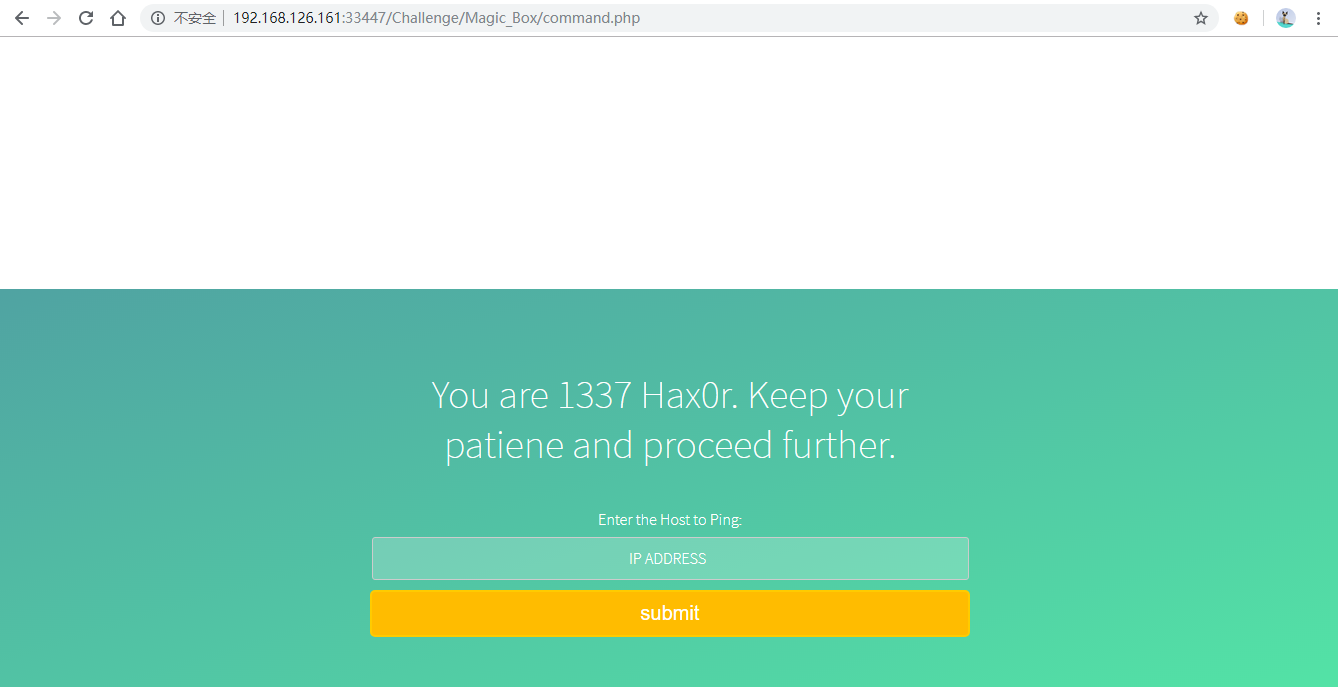 不安全 192.168.126.161:33447/Challenge/Magic_Box/command.php
You are 1337 Hax0r. Keep your
patiene and proceed further.
Enter the Host to Ping:
IP ADDRESS
submit